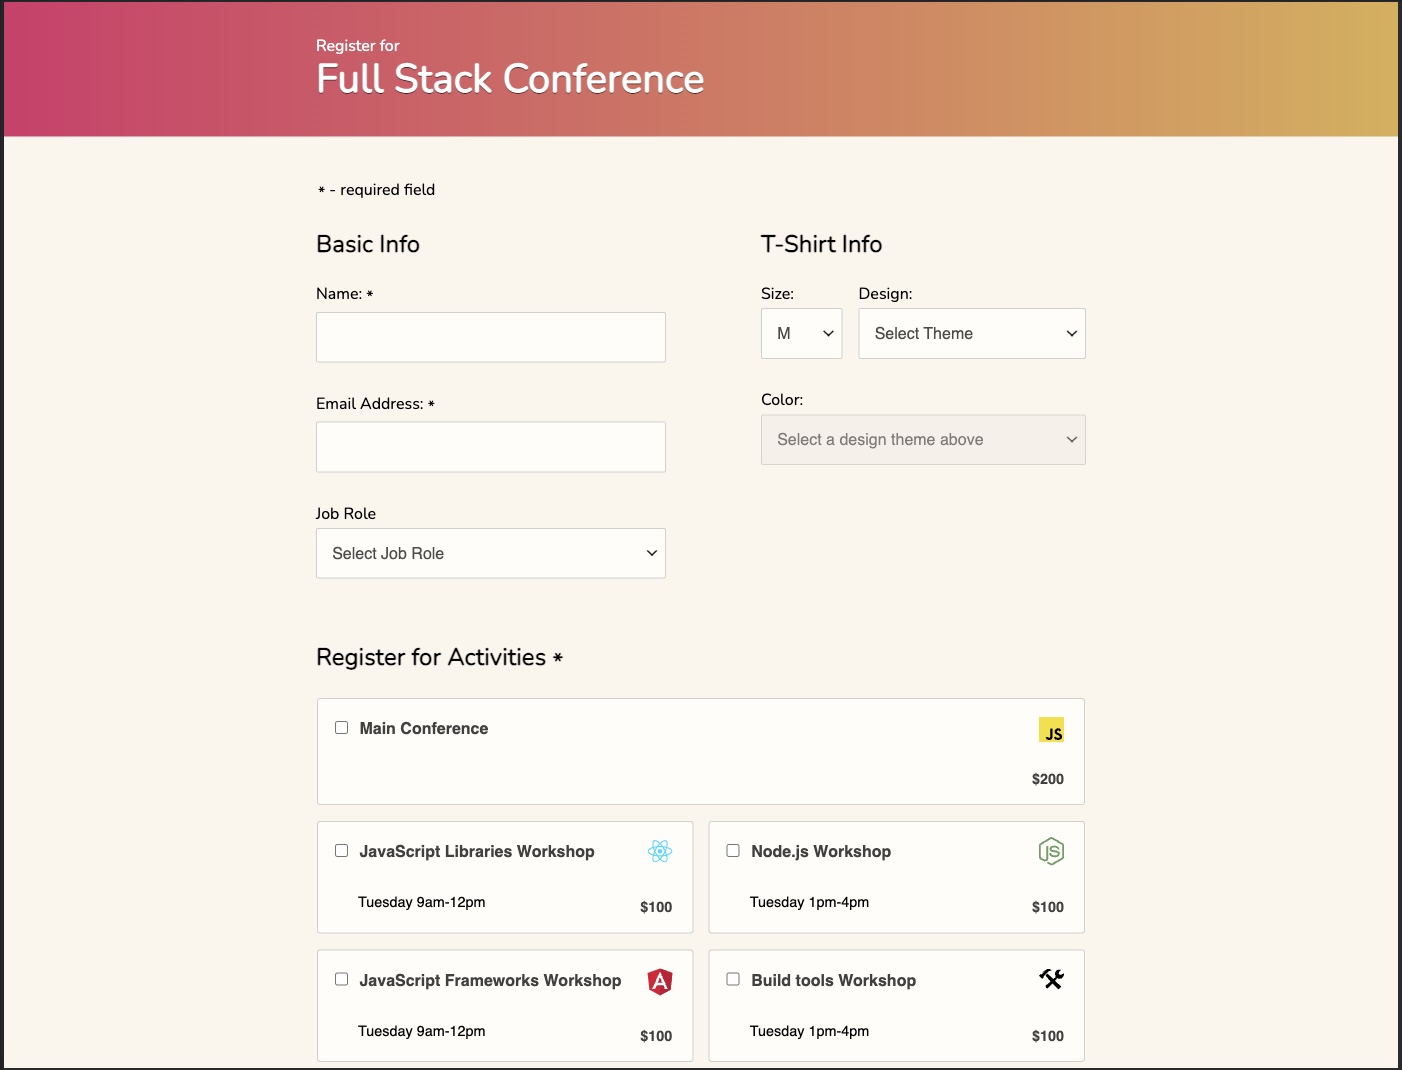 Register for
Full Stack Conference
* - required field
Basic Info
Name: *
Email Address: *
Job Role
Select Job Role
T-Shirt Info
Size:
Design:
M
Select Theme
Color:
Select a design theme above
Register for Activities *
Main Conference
JS
$200
JavaScript Libraries Workshop
Tuesday 9am-12pm
$100
Node.js Workshop
JS
Tuesday 1pm-4pm
$100
JavaScript Frameworks Workshop
A
Tuesday 9am-12pm
$100
Build tools Workshop
Tuesday 1pm-4pm
$100